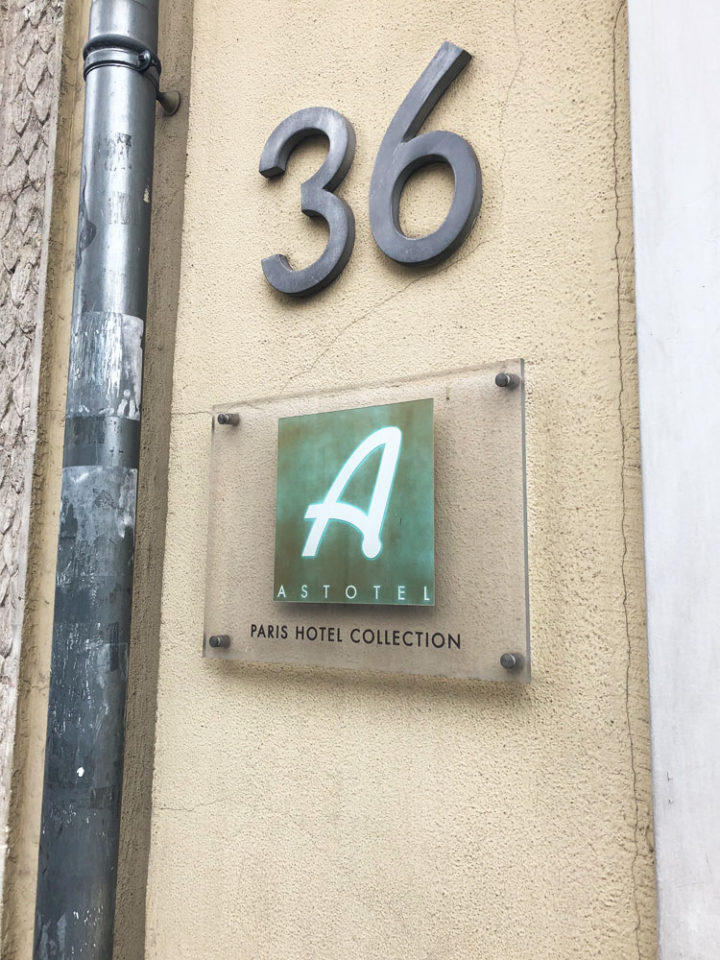 36
A
ASTOTEL
PARIS HOTEL COLLECTION